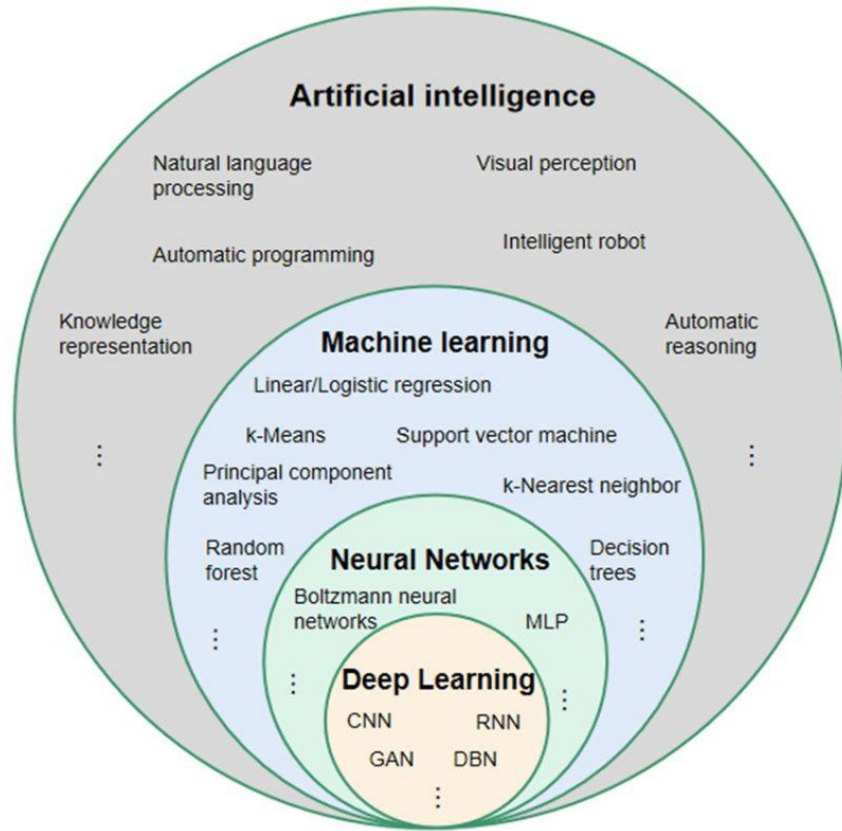 Artificial intelligence
Natural language
processing
Visual perception
Automatic programming
Intelligent robot
Knowledge
representation
Automatic
reasoning
⋮
⋮
Machine learning
Linear/Logistic regression
k-Means
Support vector machine
Principal component
analysis
k-Nearest neighbor
Random
forest
Decision
trees
⋮
⋮
Neural Networks
Boltzmann neural
networks
MLP
⋮
⋮
Deep Learning
CNN
RNN
GAN
DBN
⋮